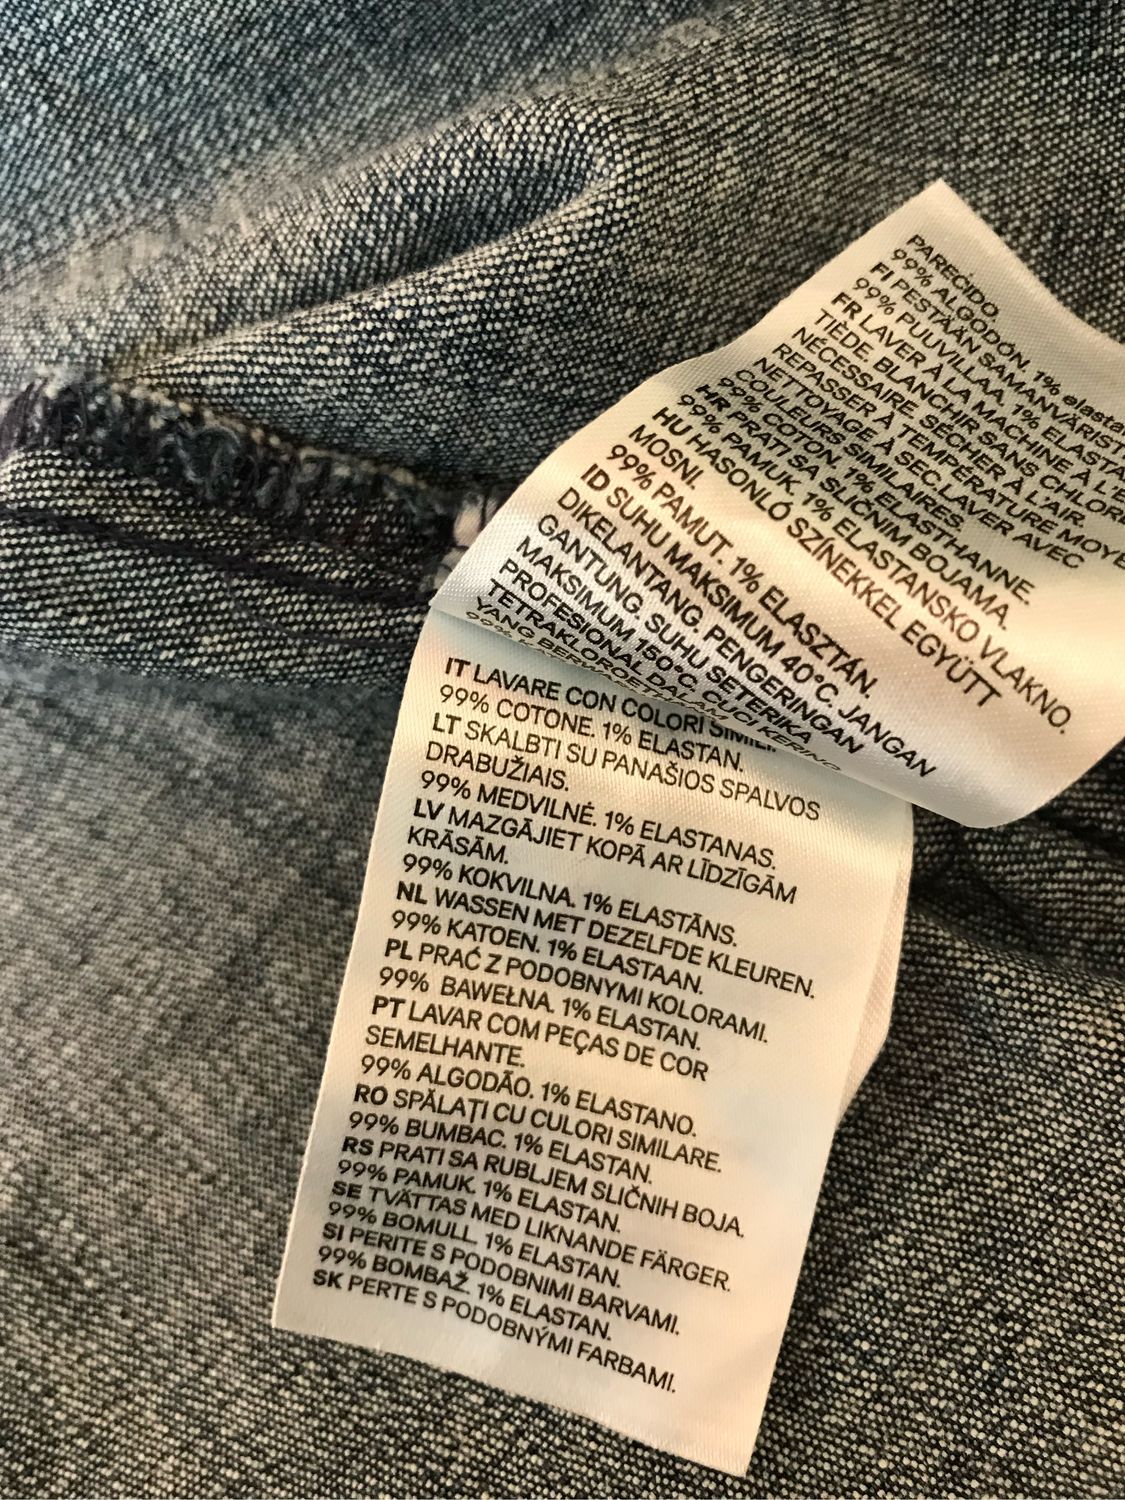 PARECIDO.
99% ALGODÓN. 1% elasta
FI PESTÄÄN SAMANVÄRIST
99% PUUVILLAA, 1% ELASTA
FR LAVER À LA MACHINE À L'E
TIÈDE. BLANCHIR SANS CHLOR
NÉCESSAIRE. SÉCHER À L'AIR.
REPASSER À TEMPÉRATURE MOYE
NETTOYAGE À SEC. LAVER AVEC
COULEURS SIMILAIRES.
99% COTON. 1% ELASTHANNE.
HR PRATI SA SLIČNIM BOJAMA.
99% PAMUK. 1% ELASTANSKO VLAKNO.
HU HASONLÓ SZÍNEKKEL EGYÜTT
MOSNI.
99% PAMUT. 1% ELASZTÁN.
ID SUHU MAKSIMUM 40°C. JANGAN
DIKELANTANG. PENGERINGAN
GANTUNG. SUHU SETERIKA
MAKSIMUM 150°C. CUCI KERING
PROFESIONAL DALAM
TETRAKLOROETILENA.
YANG
99%
IT LAVARE CON COLORI SIMILI
99% COTONE. 1% ELASTAN.
LT SKALBTI SU PANAŠIOS SPALVOS
DRABUŽIAIS.
99% MEDVILNĖ. 1% ELASTANAS.
LV MAZGĀJIET KOPĀ AR LĪDZĪGĀM
KRĀSĀM.
99% KOKVILNA. 1% ELASTĀNS.
NL WASSEN MET DEZELFDE KLEUREN.
99% KATOEN. 1% ELASTAAN.
PL PRAĆ Z PODOBNYMI KOLORAMI.
99% BAWEŁNA. 1% ELASTAN.
PT LAVAR COM PEÇAS DE COR
SEMELHANTE.
99% ALGODÃO. 1% ELASTANO.
RO SPĂLAȚI CU CULORI SIMILARE.
99% BUMBAC. 1% ELASTAN.
RS PRATI SA RUBLJEM SLIČNIH BOJA.
99% PAMUK. 1% ELASTAN.
SE TVÄTTAS MED LIKNANDE FÄRGER.
99% BOMULL. 1% ELASTAN.
SI PERITE S PODOBNIMI BARVAMI.
99% BOMBAŽ. 1% ELASTAN.
SK PERTE S PODOBNÝMI FARBAMI.